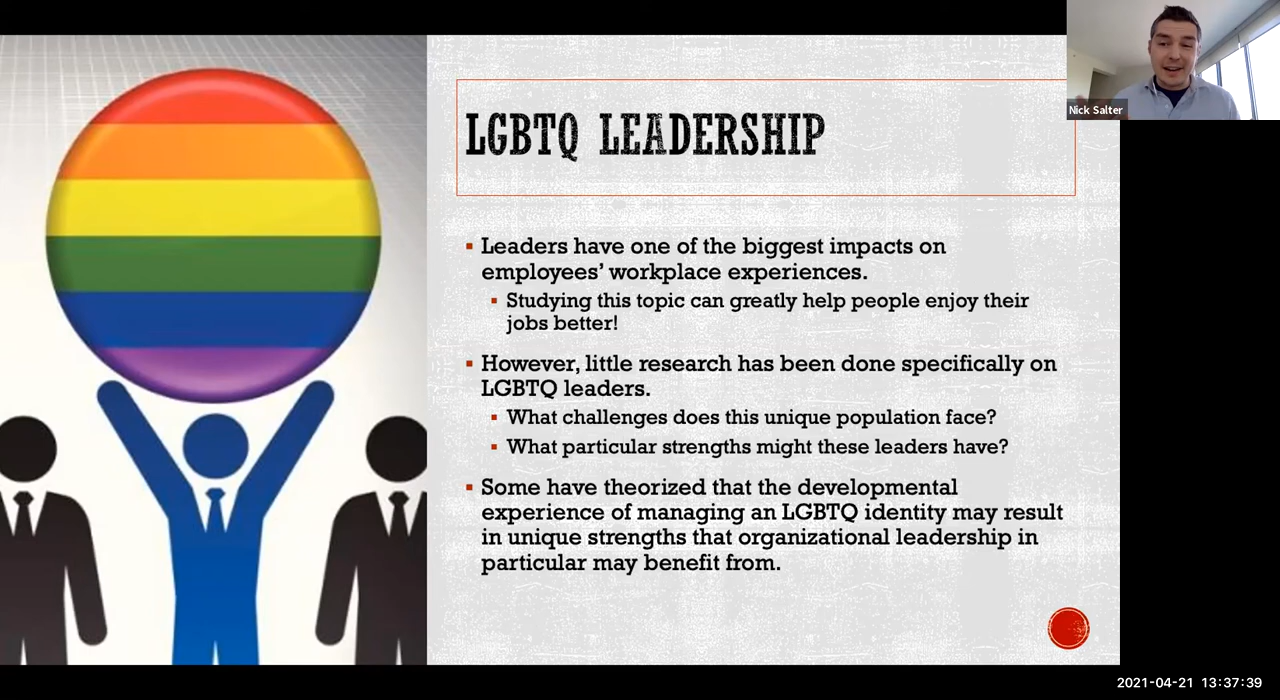 LGBTQ LEADERSHIP
▪ Leaders have one of the biggest impacts on
employees’ workplace experiences.
▪ Studying this topic can greatly help people enjoy their
jobs better!
▪ However, little research has been done specifically on
LGBTQ leaders.
▪ What challenges does this unique population face?
▪ What particular strengths might these leaders have?
▪ Some have theorized that the developmental
experience of managing an LGBTQ identity may result
in unique strengths that organizational leadership in
particular may benefit from.
Nick Salter
2021-04-21 13:37:39